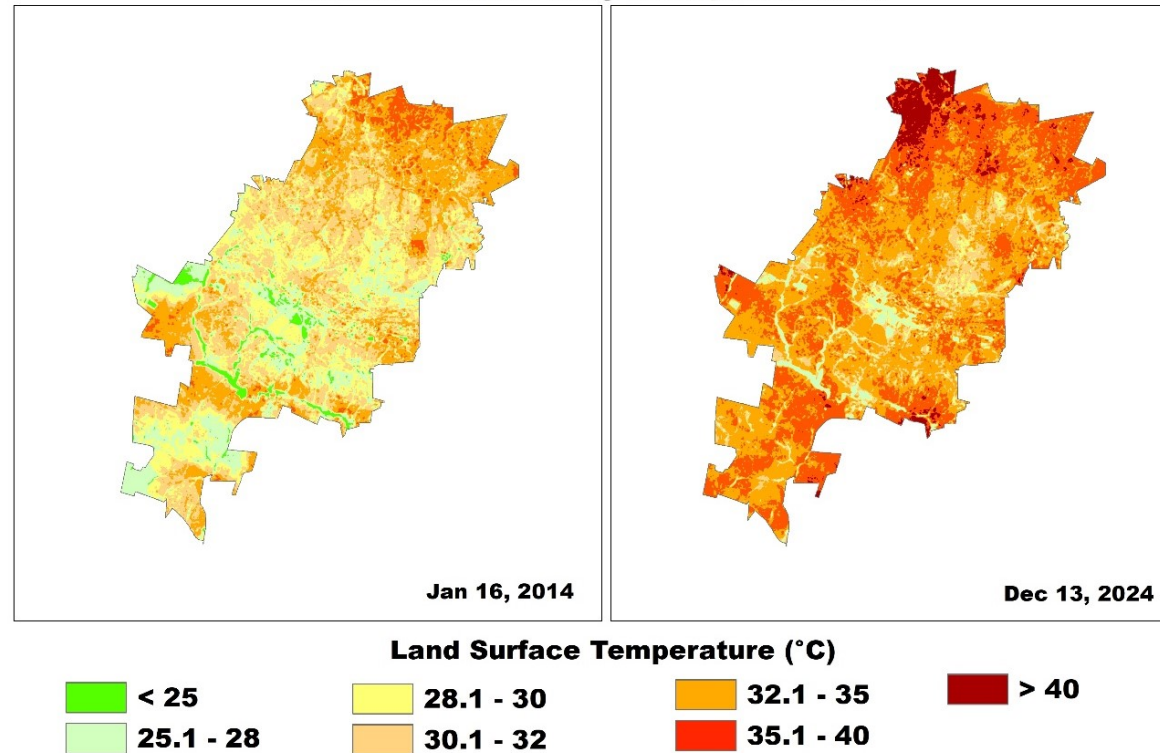 Jan 16, 2014
Dec 13, 2024
Land Surface Temperature (°C)
< 25
28.1 - 30
32.1 - 35
> 40
25.1 - 28
30.1 - 32
35.1 - 40